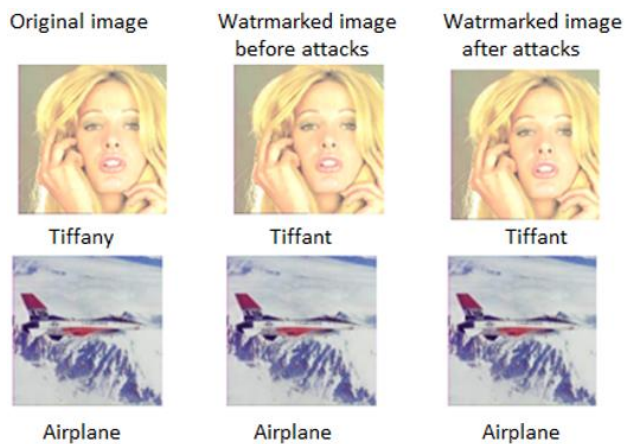 Original image
Watrmarked image
before attacks
Watrmarked image
after attacks
Tiffany
Tiffant
Tiffant
Airplane
Airplane
Airplane